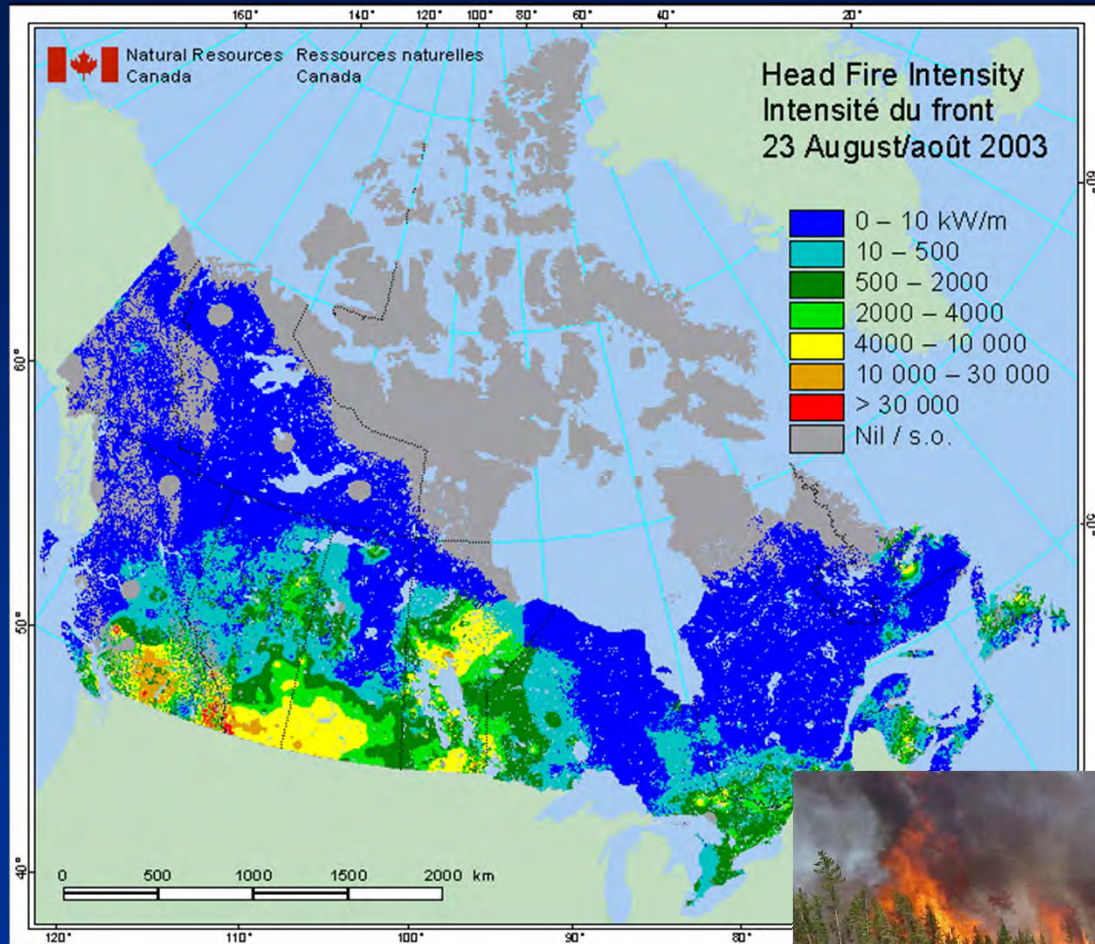 160° 140° 120° 100° 80° 60° 40° 20°
Natural Resources Canada
Ressources naturelles Canada
Head Fire Intensity
Intensité du front
23 August/août 2003
0 – 10 kW/m
10 – 500
500 – 2000
2000 – 4000
4000 – 10 000
10 000 – 30 000
> 30 000
Nil / s.o.
60°
60°
50°
50°
40°
0 500 1000 1500 2000 km
120° 110° 100° 90° 80°